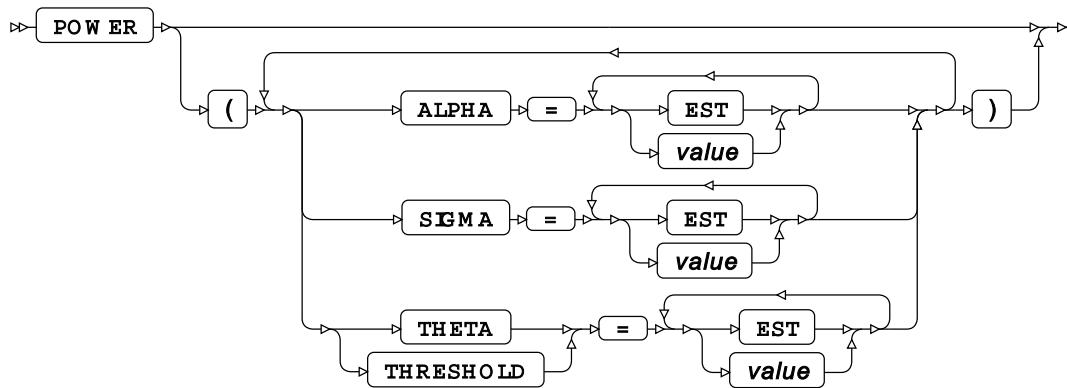 POWER
( ALPHA = EST )
value
SIGMA = EST
value
THETA = EST
THRESHOLD value